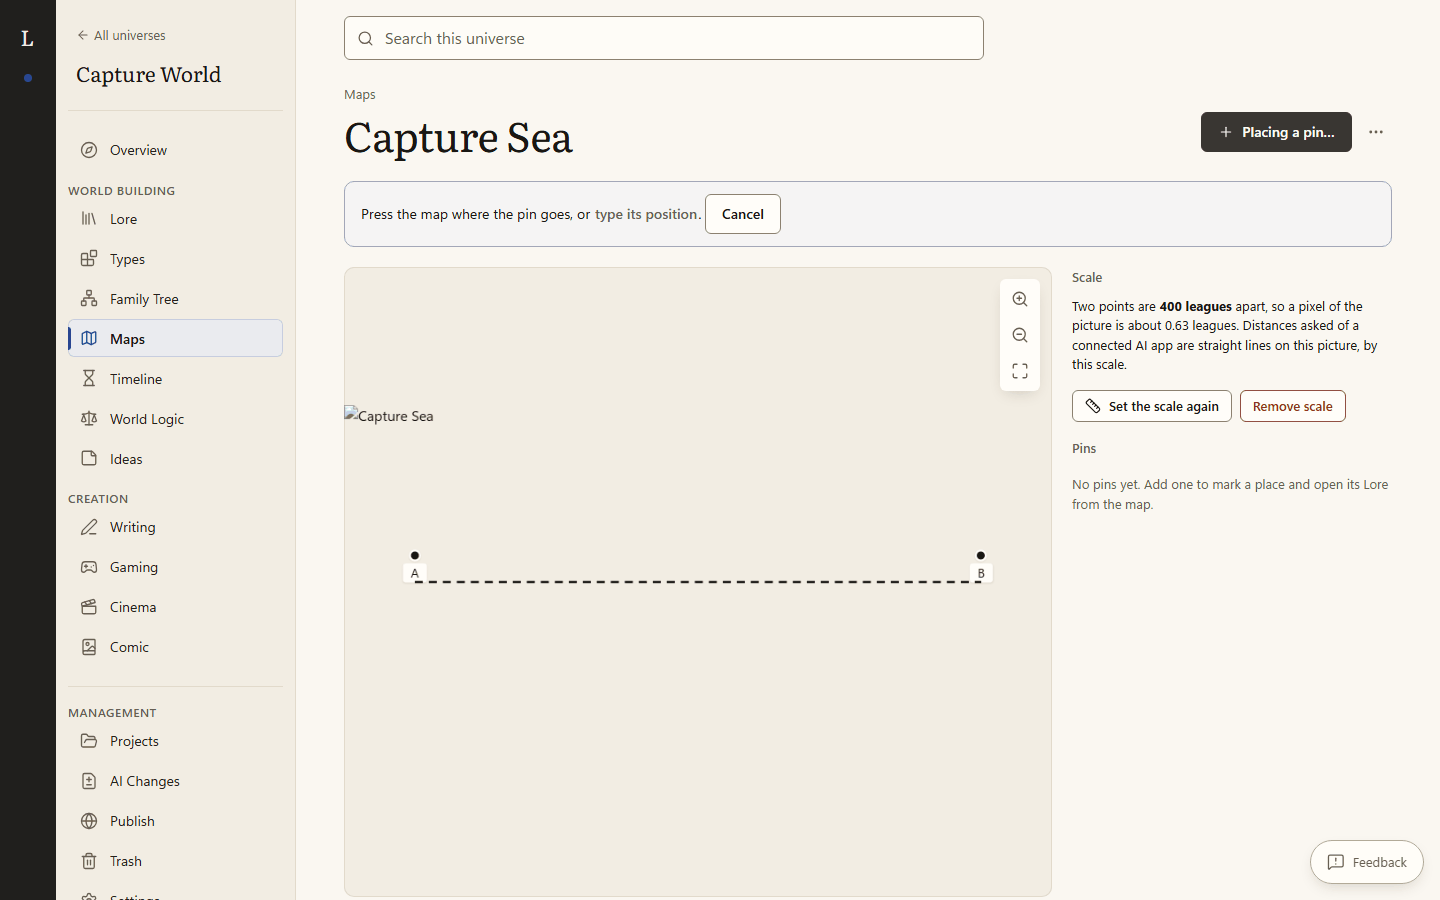 L
All universes
Capture World
Overview
WORLD BUILDING
Lore
Types
Family Tree
Maps
Timeline
World Logic
Ideas
CREATION
Writing
Gaming
Cinema
Comic
MANAGEMENT
Projects
AI Changes
Publish
Trash
Settings
Search this universe
Maps
Capture Sea
Placing a pin...
Press the map where the pin goes, or type its position. Cancel
Capture Sea
A
B
Scale
Two points are 400 leagues apart, so a pixel of the
picture is about 0.63 leagues. Distances asked of a
connected AI app are straight lines on this picture, by
this scale.
Set the scale again
Remove scale
Pins
No pins yet. Add one to mark a place and open its Lore
from the map.
Feedback